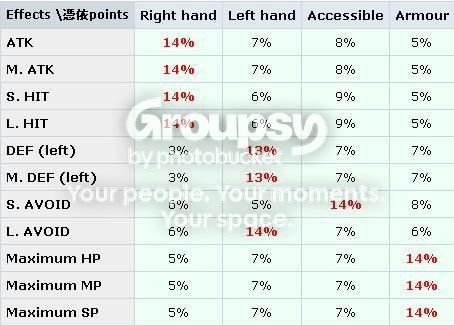 Effects \憑依points Right hand Left hand Accessible Armour
ATK 14% 7% 8% 5%
M. ATK 14% 7% 8% 5%
S. HIT 14% 6% 9% 5%
L. HIT 14% 6% 9% 5%
DEF (left) 3% 13% 7% 7%
M. DEF (left) 3% 13% 7% 7%
S. AVOID 6% 5% 14% 8%
L. AVOID 6% 14% 7% 6%
Maximum HP 5% 7% 7% 14%
Maximum MP 5% 7% 7% 14%
Maximum SP 5% 7% 7% 14%
Groupsy
by photobucket
Your people. Your moments.
Your space.